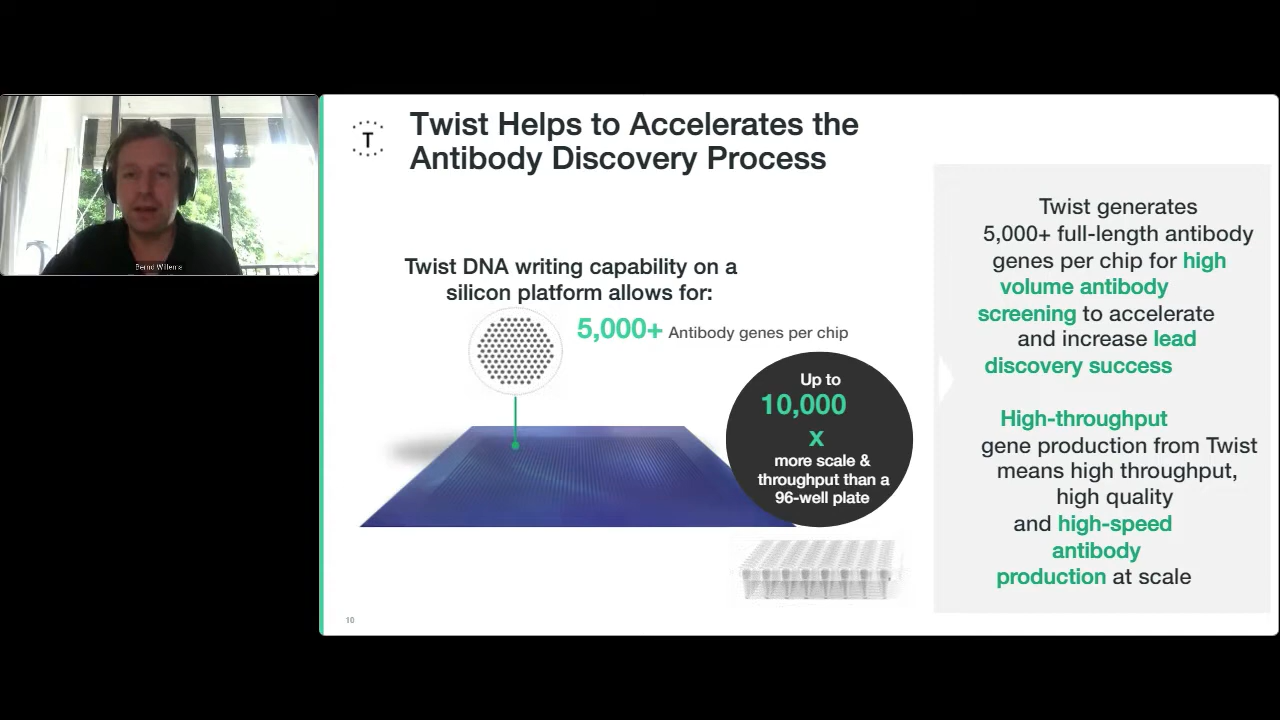 T
Twist Helps to Accelerates the
Antibody Discovery Process
Bernd Willems
Twist DNA writing capability on a
silicon platform allows for:
5,000+ Antibody genes per chip
Up to
10,000
x
more scale &
throughput than a
96-well plate
Twist generates
5,000+ full-length antibody
genes per chip for high
volume antibody
screening to accelerate
and increase lead
discovery success
High-throughput
gene production from Twist
means high throughput,
high quality
and high-speed
antibody
production at scale
10